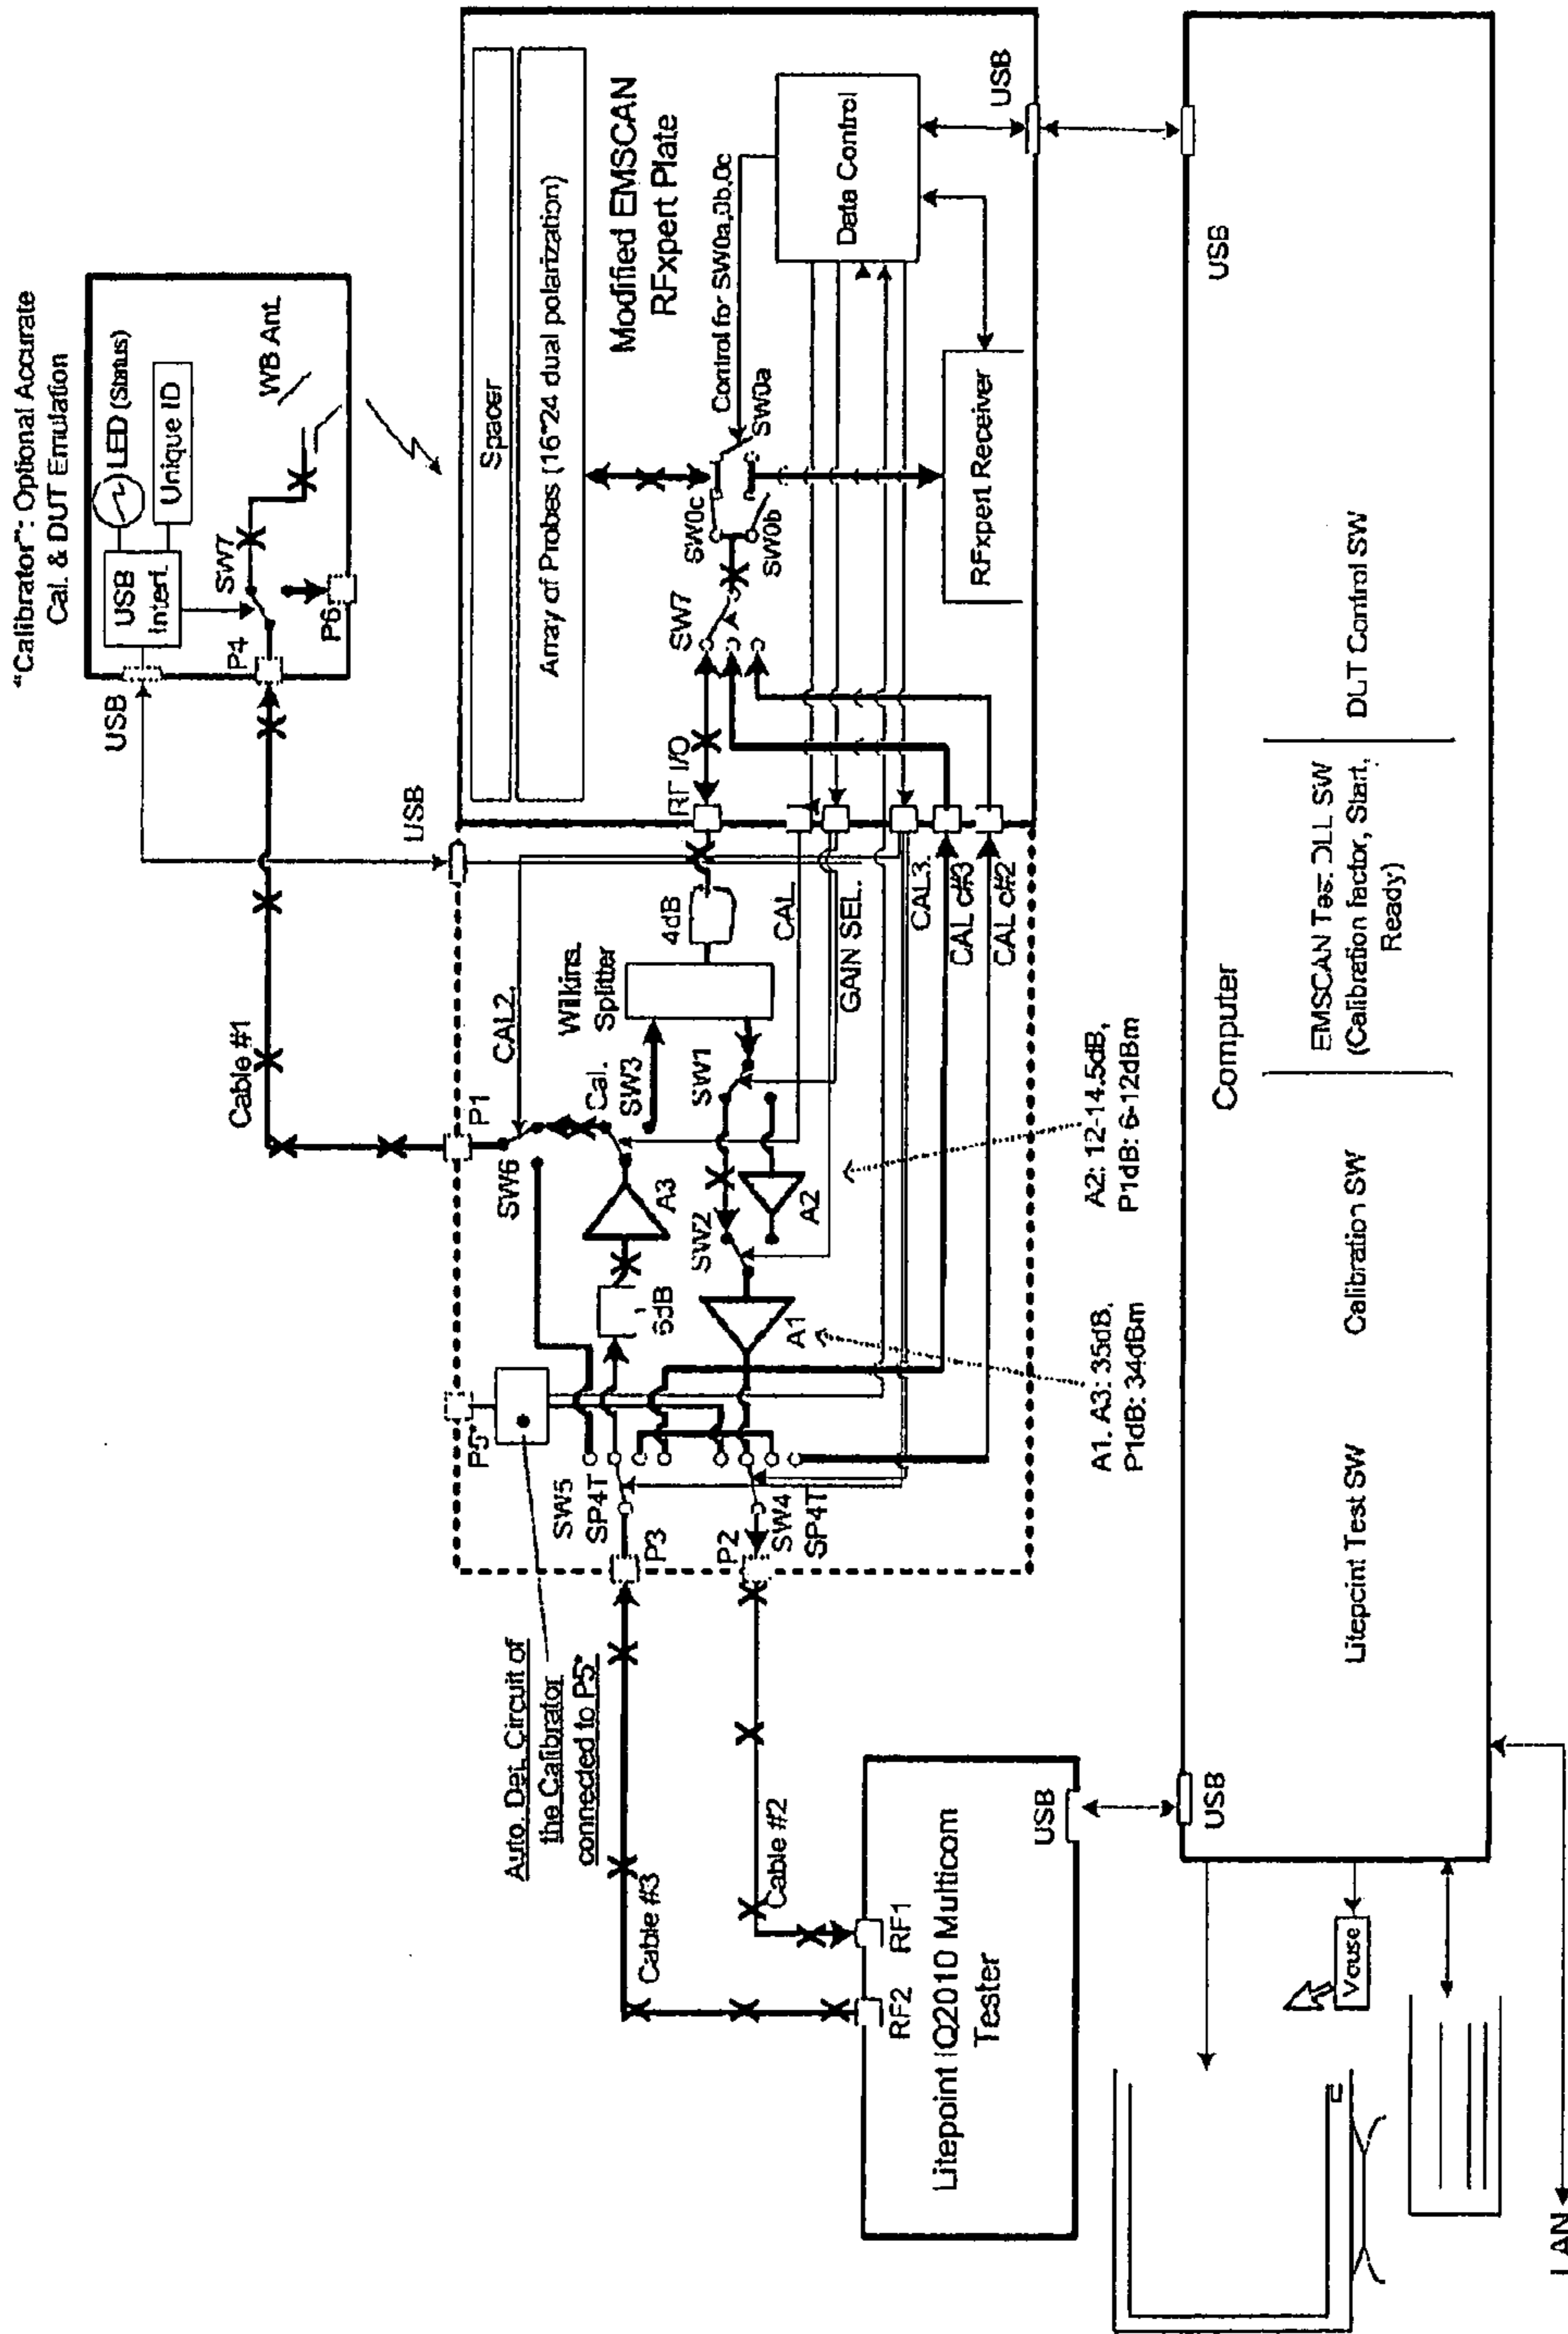 "Calibrator": Optional Accurate
Cal. & DUT Emulation
LED (Status)
Unique ID
USB
Interf.
SW7
WB Ant.
P4
P6
USB
Cable #1
Spacer
Array of Probes (16*24 dual polarization)
Modified EMSCAN
RFxpert Plate
Control for SW0a,0b,0c
SW0a
SW0c
SW0b
SW7
Data Control
RFxpert Receiver
USB
RF I/O
USB
CAL2.
P1
SW6
Cal.
SW3
Wilkins.
Splitter
4dB
CAL.
GAIN SEL.
CAL3.
CAL c#3
CAL c#2
SW1
SW2
A2
A3
A1
P5*
SW5
SP4T
P3
P2
SW4
SP4T
Auto. Det. Circuit of
the Calibrator
connected to P5*
A1. A3: 35dB.
P1dB: 34dBm
A2: 12-14.5dB,
P1dB: 6-12dBm
Cable #3
Cable #2
RF2
RF1
Litepoint IQ2010 Multicom
Tester
USB
USB
USB
Computer
Litepcint Test SW
Calibration SW
EMSCAN Test DLL SW
(Calibration factor, Start,
Ready)
DUT Control SW
Vouse
LAN